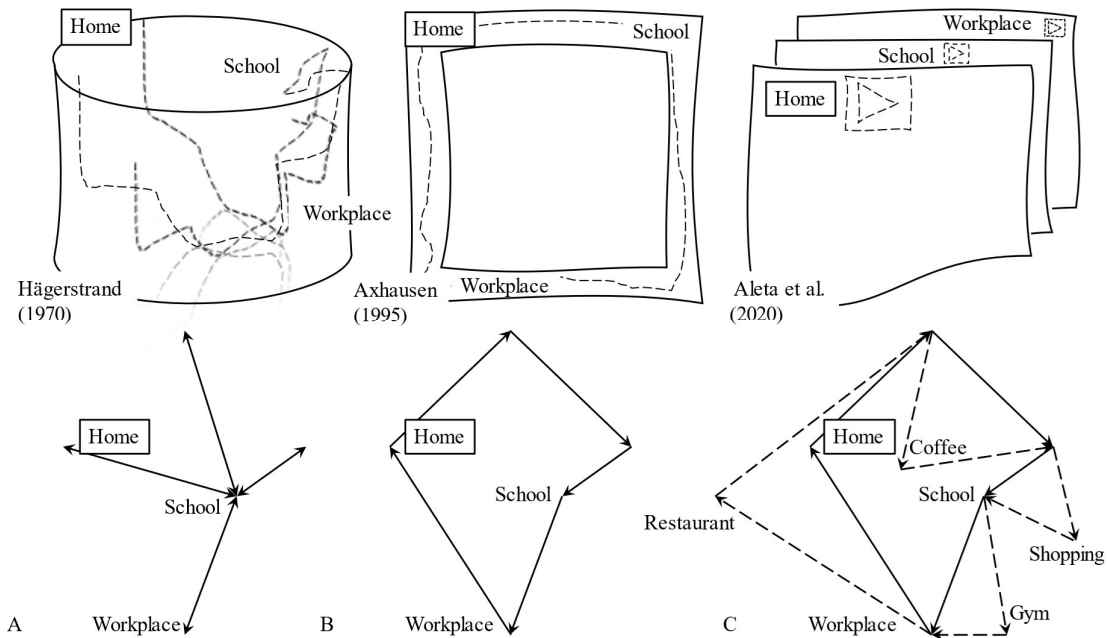 Home
School
Workplace
Hägerstrand
(1970)
Home
School
Workplace
Axhausen
(1995)
Workplace
School
Home
Aleta et al.
(2020)
Home
School
Workplace
A
Home
School
Workplace
B
Home
Coffee
School
Restaurant
Shopping
Gym
Workplace
C